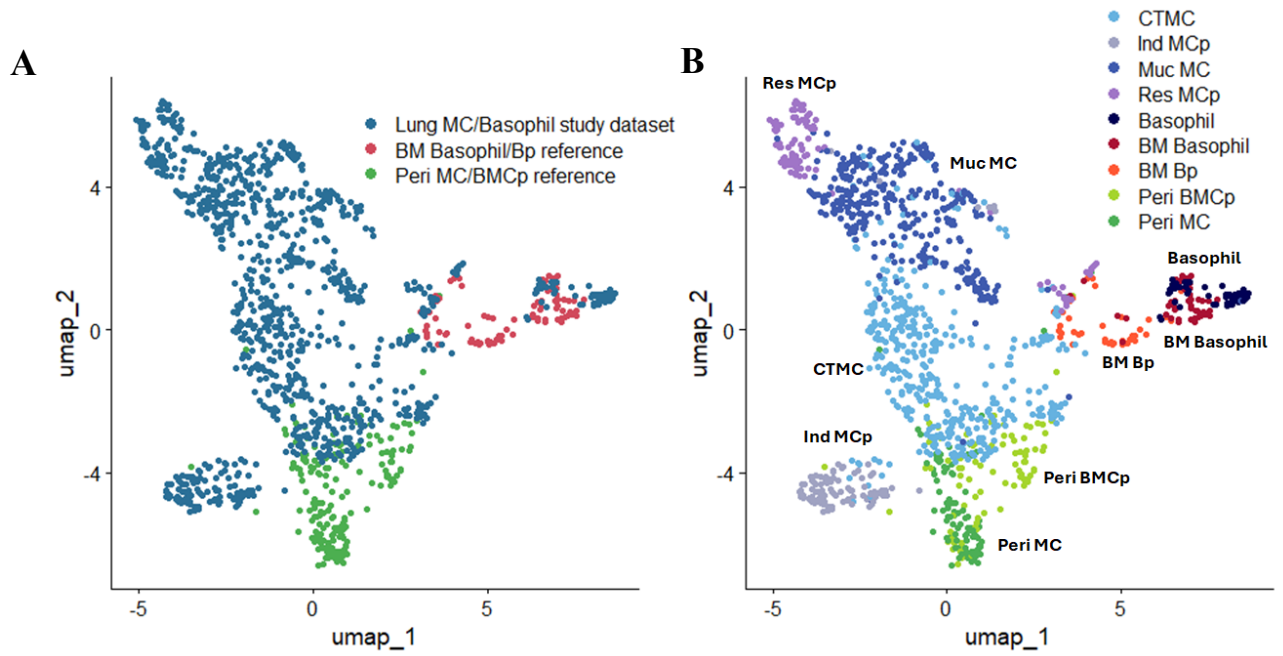 A
Lung MC/Basophil study dataset
BM Basophil/Bp reference
Peri MC/BMCp reference
4
0
-4
umap_2
-5
0
5
umap_1
B
CTMC
Ind MCp
Muc MC
Res MCp
Basophil
BM Basophil
BM Bp
Peri BMCp
Peri MC
Res MCp
Muc MC
Basophil
BM Basophil
BM Bp
CTMC
Ind MCp
Peri BMCp
Peri MC
4
0
-4
umap_2
-5
0
5
umap_1